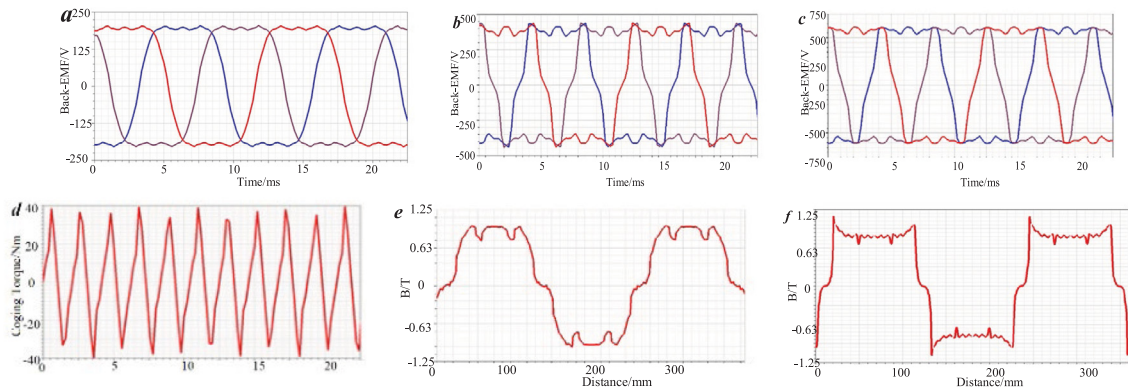 a
250
125
0
-125
-250
Back-EMF/V
0 5 10 15 20
Time/ms
b
500
250
0
-250
-500
Back-EMF/V
0 5 10 15 20
Time/ms
c
750
500
250
0
-250
-500
-750
Back-EMF/V
0 5 10 15 20
Time/ms
d
40
20
0
-20
-40
Coging Torque/Nm
0 5 10 15 20
e
1.25
0.63
0
-0.63
-1.25
B/T
0 100 200 300
Distance/mm
f
1.25
0.63
0
-0.63
-1.25
B/T
0 100 200 300
Distance/mm